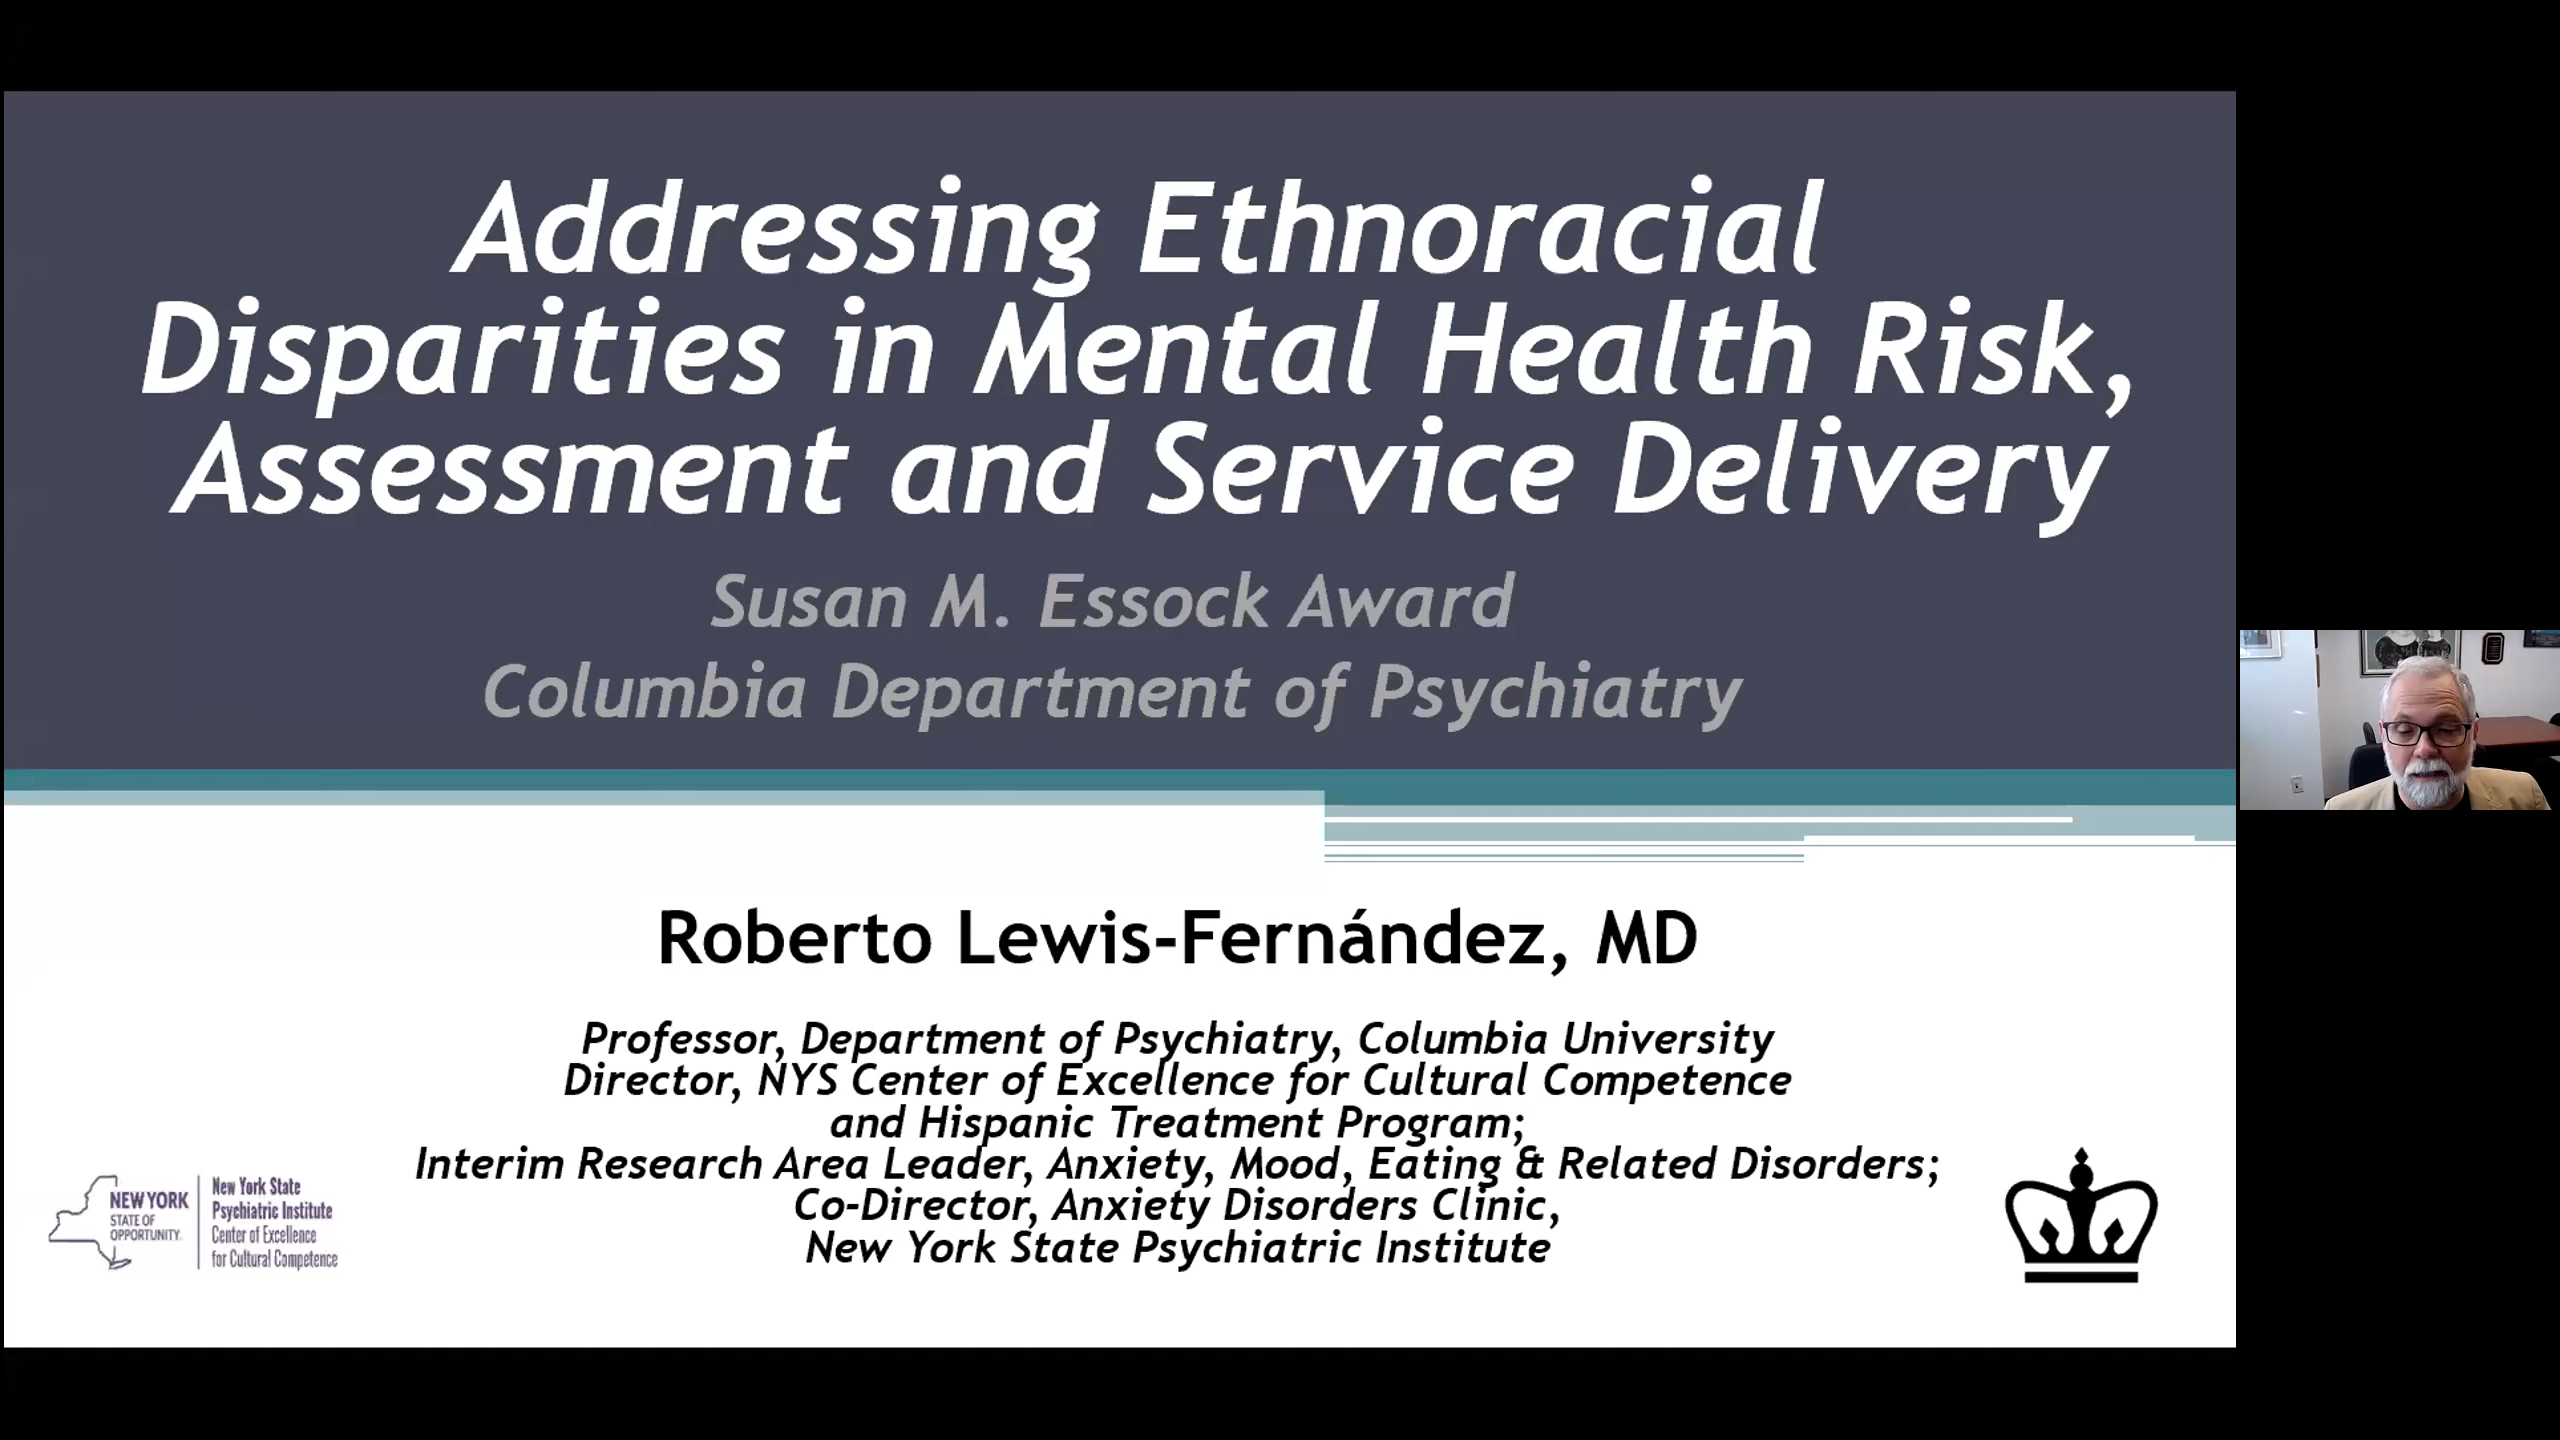 Addressing Ethnoracial
Disparities in Mental Health Risk,
Assessment and Service Delivery
Susan M. Essock Award
Columbia Department of Psychiatry
Roberto Lewis-Fernández, MD
Professor, Department of Psychiatry, Columbia University
Director, NYS Center of Excellence for Cultural Competence
and Hispanic Treatment Program;
Interim Research Area Leader, Anxiety, Mood, Eating & Related Disorders;
Co-Director, Anxiety Disorders Clinic,
New York State Psychiatric Institute
NEW YORK
STATE OF
OPPORTUNITY.
New York State
Psychiatric Institute
Center of Excellence
for Cultural Competence